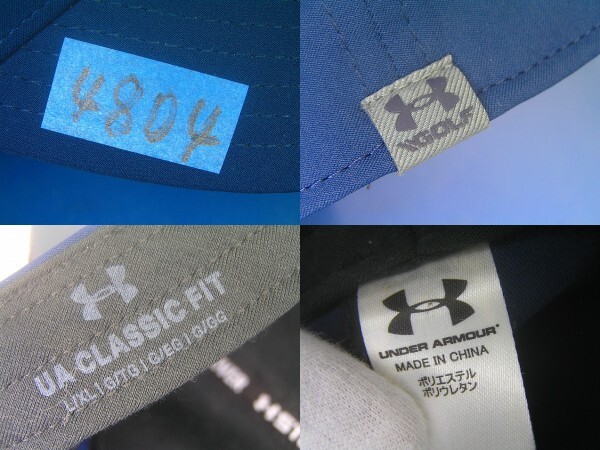 4804
GOLF
UA CLASSIC FIT
L/XL | G/TG | G/EG | G/GG
UNDER ARMOUR
MADE IN CHINA
ポリエステル
ポリウレタン